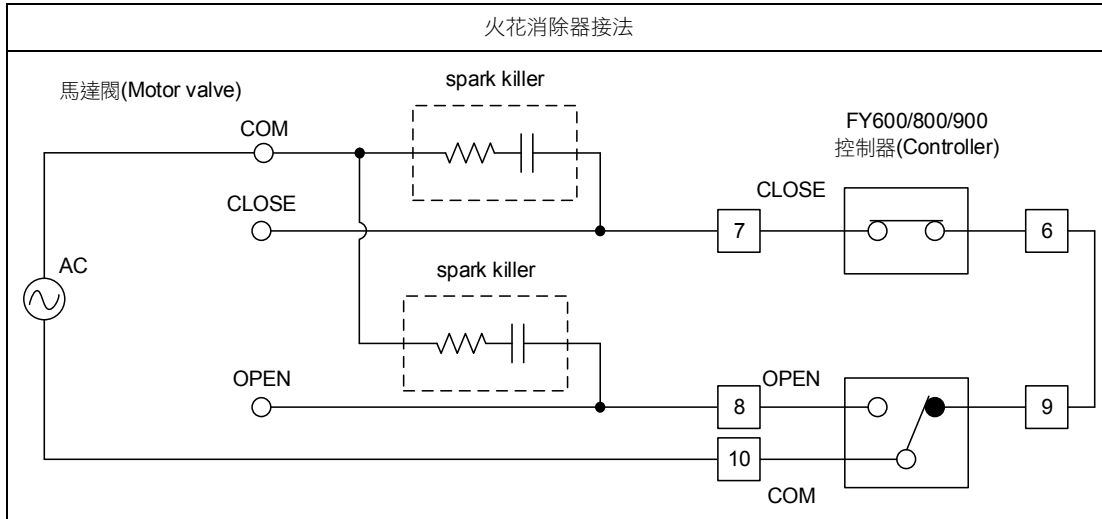 火花消除器接法
馬達閥(Motor valve)
spark killer
COM
FY600/800/900
控制器(Controller)
CLOSE
CLOSE
7
6
AC
spark killer
OPEN
OPEN
8
9
10
COM